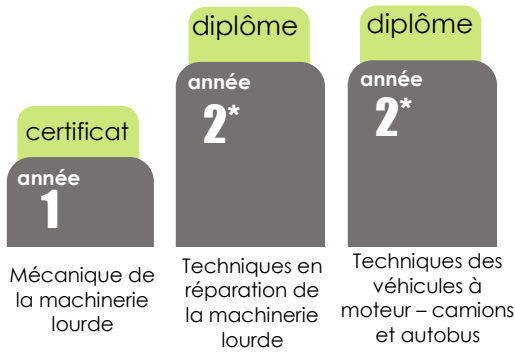 certificat
année
1
Mécanique de
la machinerie
lourde
diplôme
année
2*
Techniques en
réparation de
la machinerie
lourde
diplôme
année
2*
Techniques des
véhicules à
moteur – camions
et autobus